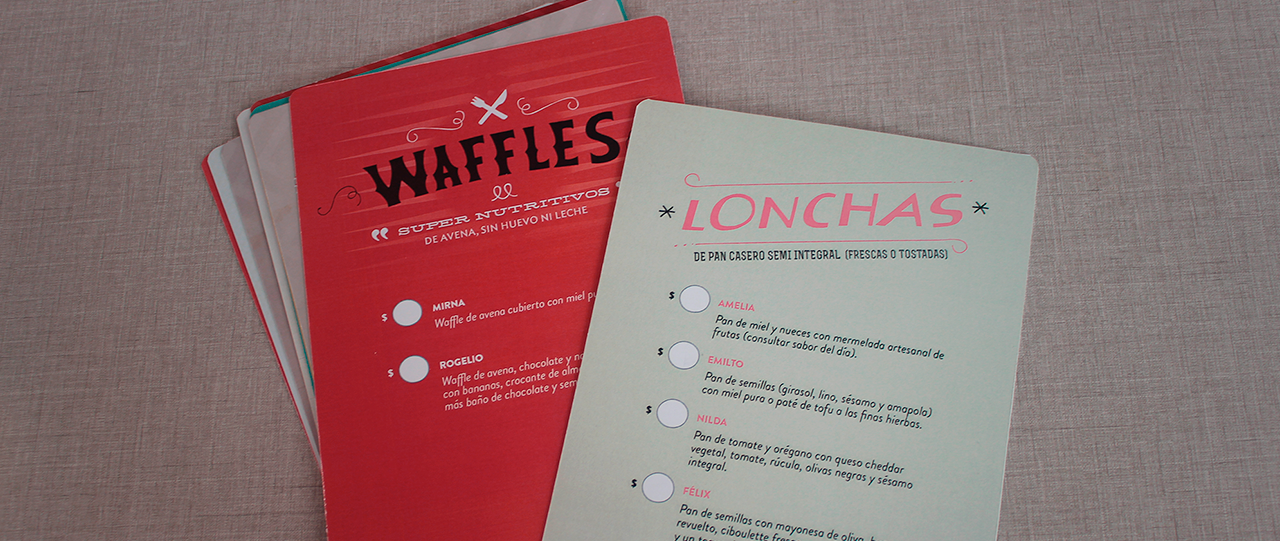 WAFFLES
SUPER NUTRITIVOS
DE AVENA, SIN HUEVO NI LECHE
$ MIRNA
Waffle de avena cubierto con miel
$ ROGELIO
Waffle de avena, chocolate y
con bananas, crocante de
más baño de chocolate y
* LONCHAS *
DE PAN CASERO SEMI INTEGRAL (FRESCAS O TOSTADAS)
$ AMELIA
Pan de miel y nueces con mermelada artesanal de
frutas (consultar sabor del día).
$ EMILTO
Pan de semillas (girasol, lino, sésamo y amapola)
con miel pura o paté de tofu a las finas hierbas.
$ NILDA
Pan de tomate y orégano con queso cheddar
vegetal, tomate, rúcula, olivas negras y sésamo
integral.
$ FÉLIX
Pan de semillas con mayonesa de oliva,
revuelto, ciboulette
y un